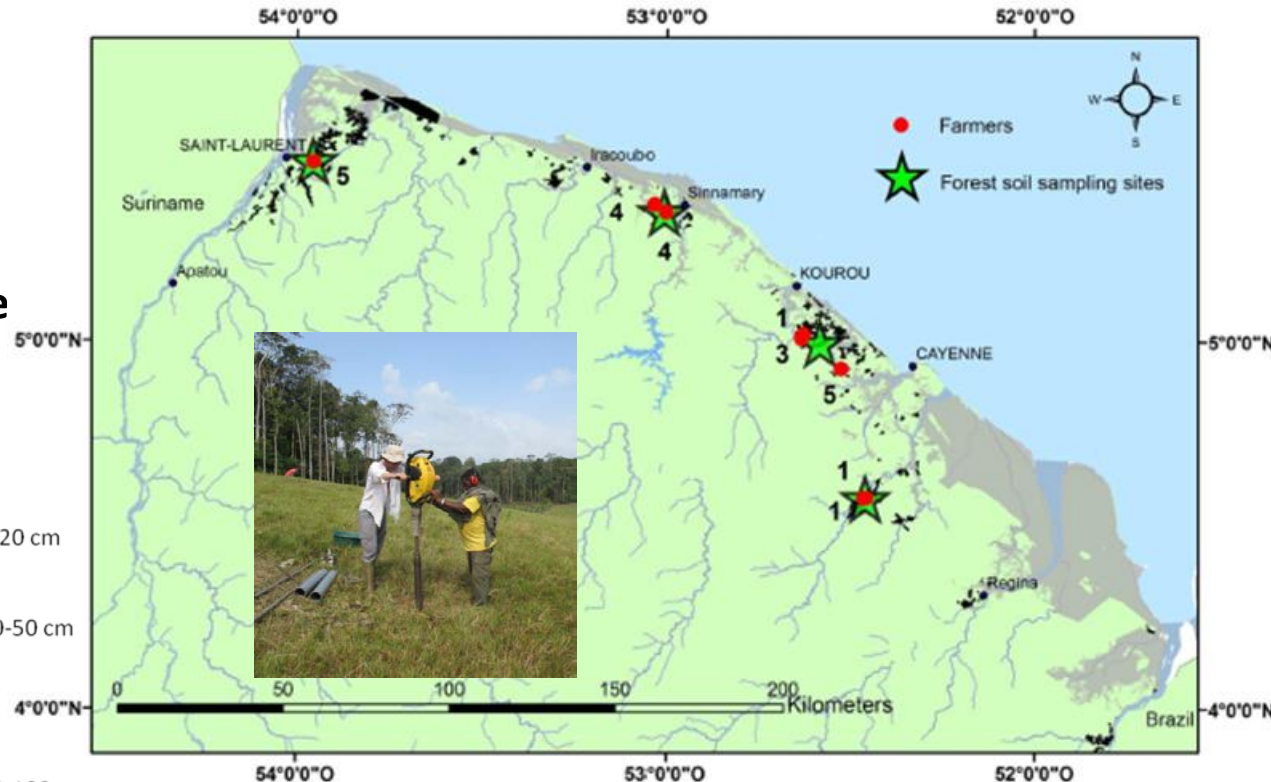 54°0'0"O
53°0'0"O
52°0'0"O
N
W
E
S
Farmers
Forest soil sampling sites
SAINT-LAURENT
5
Iracoubo
Sinnamary
4
4
Suriname
Apatou
KOUROU
e
1
5°0'0"N
5°0'0"N
3
CAYENNE
5
1
1
20 cm
Regina
0-50 cm
0
50
100
150
200
Kilometers
4°0'0"N
4°0'0"N
Brazil
54°0'0"O
53°0'0"O
52°0'0"O